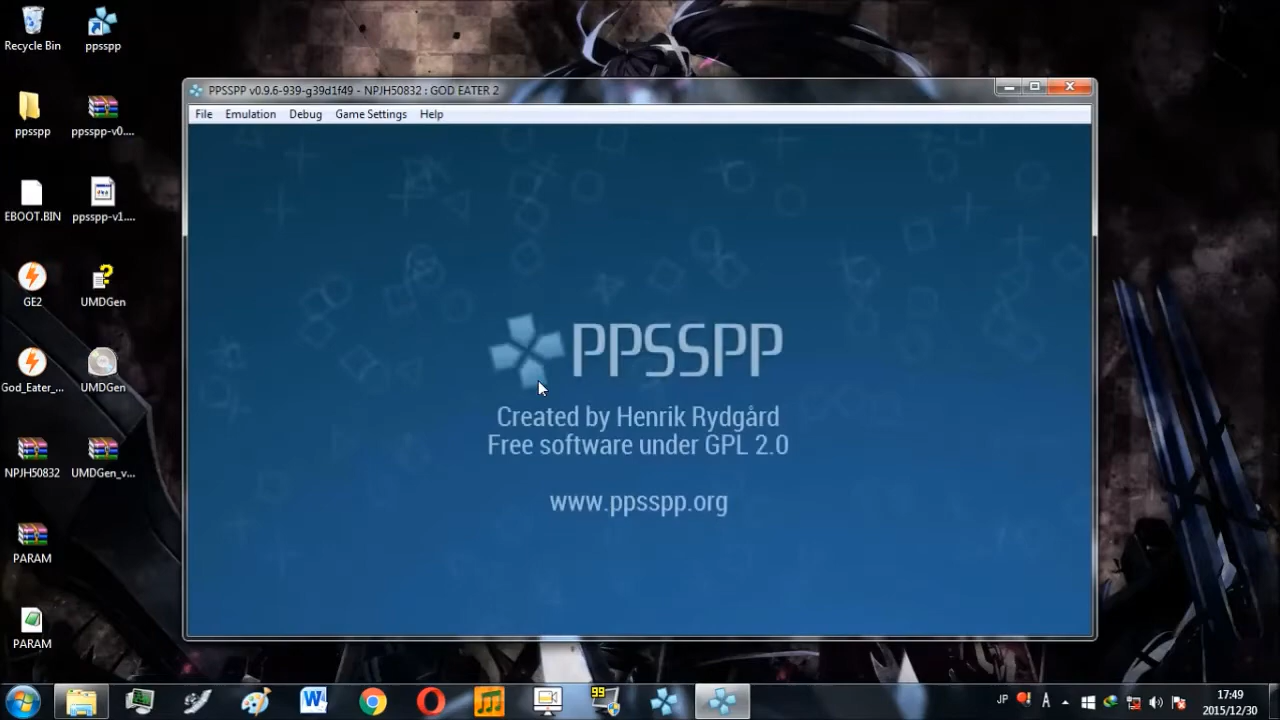 Recycle Bin
ppsspp
ppsspp
ppsspp-v0....
EBOOT.BIN
ppsspp-v1....
GE2
UMDGen
God_Eater_...
UMDGen
NPJH50832
UMDGen_v...
PARAM
PARAM
PPSSPP v0.9.6-939-g39d1f49 - NPJH50832 : GOD EATER 2
File Emulation Debug Game Settings Help
PPSSPP
Created by Henrik Rydgård
Free software under GPL 2.0
www.ppsspp.org
99
JP
A
17:49
2015/12/30